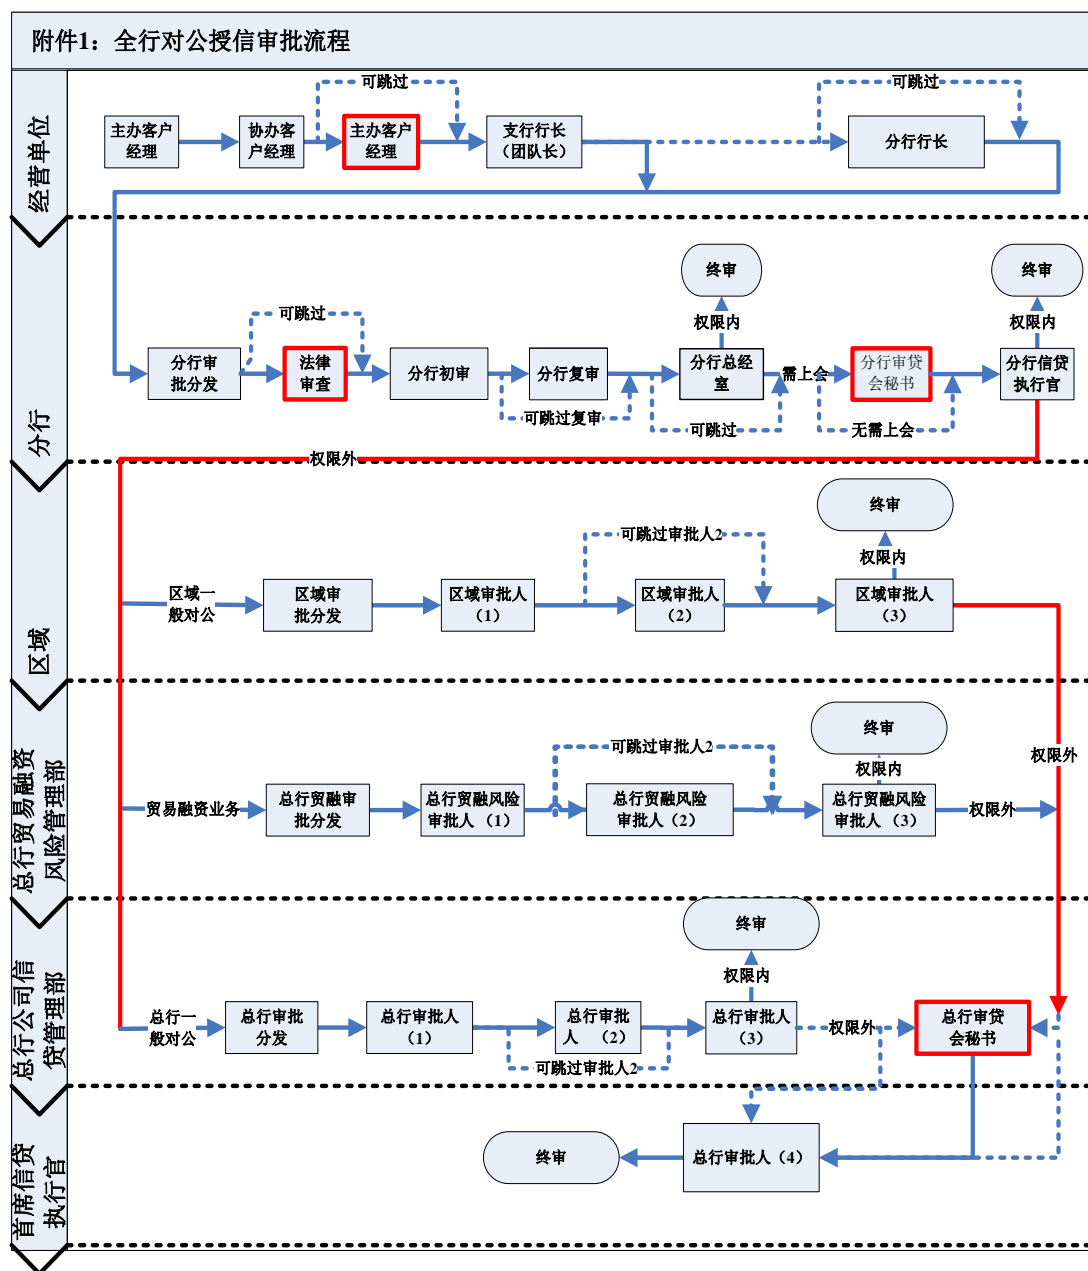 附件1：全行对公授信审批流程
经营单位
可跳过
可跳过
主办客户
经理
协办客
户经理
主办客户
经理
支行行长
（团队长）
分行行长
分行
终审
终审
可跳过
权限内
权限内
分行审
批分发
法律
审查
分行初审
分行复审
分行总经
室
需上会
分行审贷
会秘书
分行信贷
执行官
可跳过复审
可跳过
无需上会
权限外
区域
终审
可跳过审批人2
权限内
区域一
般对公
区域审
批分发
区域审批人
（1）
区域审批人
（2）
区域审批人
（3）
总行贸易融资
风险管理部
终审
可跳过审批人2
权限外
权限内
贸易融资业务
总行贸融审
批分发
总行贸融风险
审批人（1）
总行贸融风险
审批人（2）
总行贸融风险
审批人（3）
权限外
总行公司信
贷管理部
终审
权限内
总行一
般对公
总行审批
分发
总行审批人
（1）
总行审批
人（2）
总行审批人
（3）
权限外
总行审贷
会秘书
可跳过审批人2
首席信贷
执行官
终审
总行审批人（4）